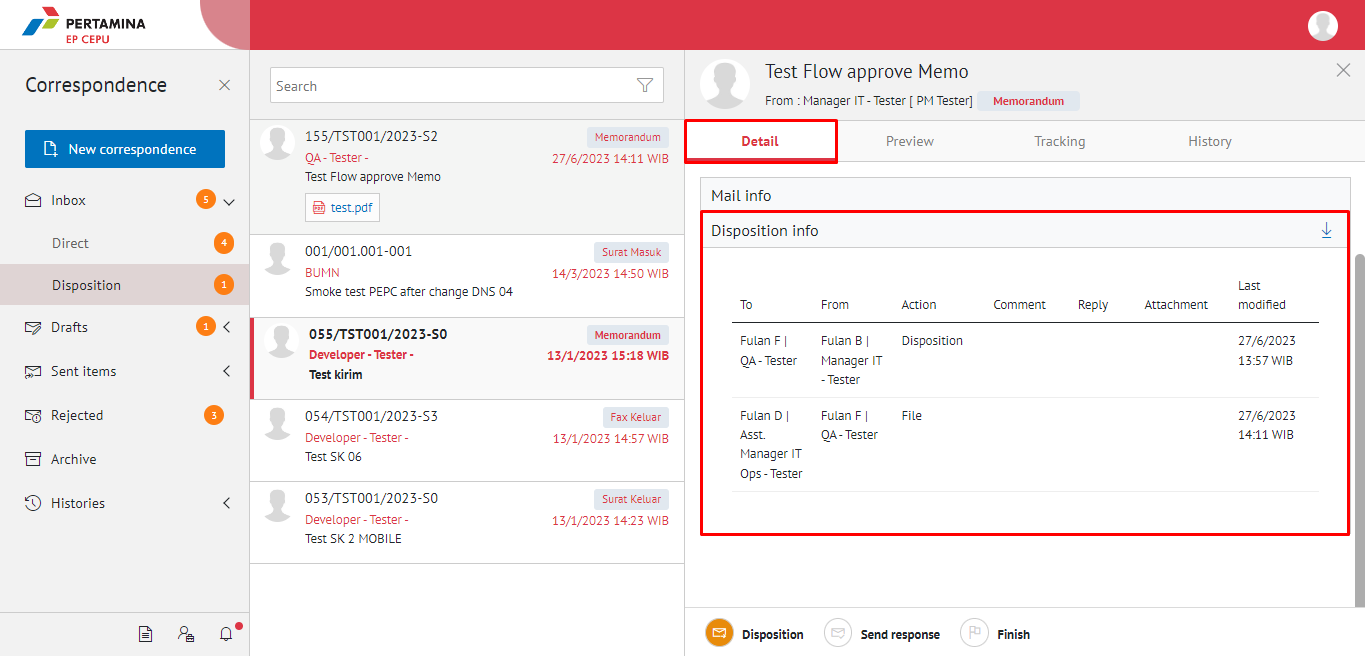 PERTAMINA
EP CEPU
Correspondence
New correspondence
Inbox 5
Direct 4
Disposition 1
Drafts 1
Sent items
Rejected 3
Archive
Histories
Search
155/TST001/2023-S2 Memorandum
QA - Tester - 27/6/2023 14:11 WIB
Test Flow approve Memo
test.pdf
001/001.001-001 Surat Masuk
BUMN 14/3/2023 14:50 WIB
Smoke test PEPC after change DNS 04
055/TST001/2023-S0 Memorandum
Developer - Tester - 13/1/2023 15:18 WIB
Test kirim
054/TST001/2023-S3 Fax Keluar
Developer - Tester - 13/1/2023 14:57 WIB
Test SK 06
053/TST001/2023-S0 Surat Keluar
Developer - Tester - 13/1/2023 14:23 WIB
Test SK 2 MOBILE
Test Flow approve Memo
From : Manager IT - Tester [ PM Tester] Memorandum
Detail Preview Tracking History
Mail info
Disposition info
To From Action Comment Reply Attachment Last
modified
Fulan F | Fulan B | Disposition 27/6/2023
QA - Tester Manager IT 13:57 WIB
- Tester
Fulan D | Fulan F | File 27/6/2023
Asst. QA - Tester 14:11 WIB
Manager IT
Ops - Tester
Disposition Send response Finish